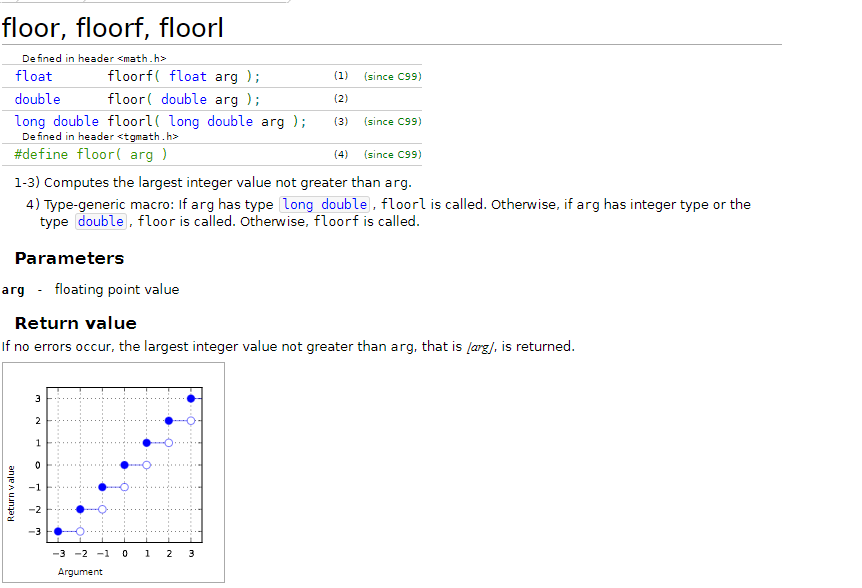 floor, floorf, floorl
Defined in header <math.h>
float floorf( float arg ); (1) (since C99)
double floor( double arg ); (2)
long double floorl( long double arg ); (3) (since C99)
Defined in header <tgmath.h>
#define floor( arg ) (4) (since C99)
1-3) Computes the largest integer value not greater than arg.
4) Type-generic macro: If arg has type long double, floorl is called. Otherwise, if arg has integer type or the
type double, floor is called. Otherwise, floorf is called.
Parameters
arg - floating point value
Return value
If no errors occur, the largest integer value not greater than arg, that is ⌊arg⌋, is returned.
3
2
1
0
−1
−2
−3
Return value
−3 −2 −1 0 1 2 3
Argument